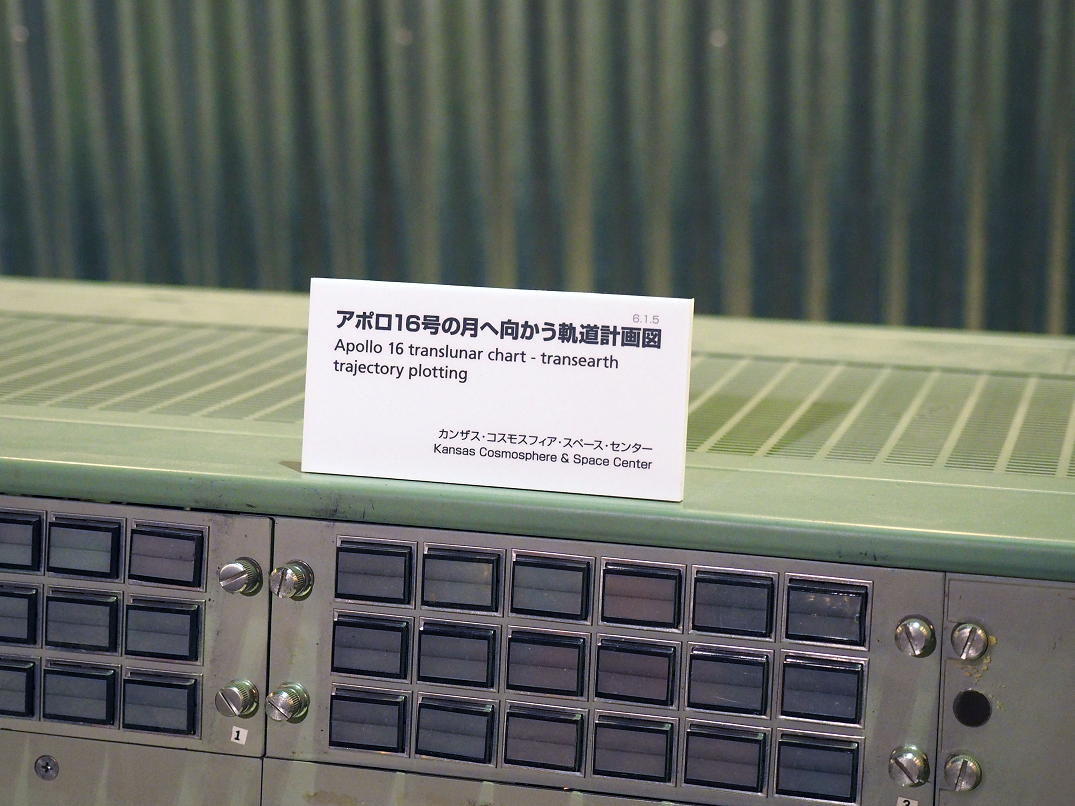 6.1.5
アポロ16号の月へ向かう軌道計画図
Apollo 16 translunar chart - transearth
trajectory plotting
カンザス・コスモスフィア・スペース・センター
Kansas Cosmosphere & Space Center
1